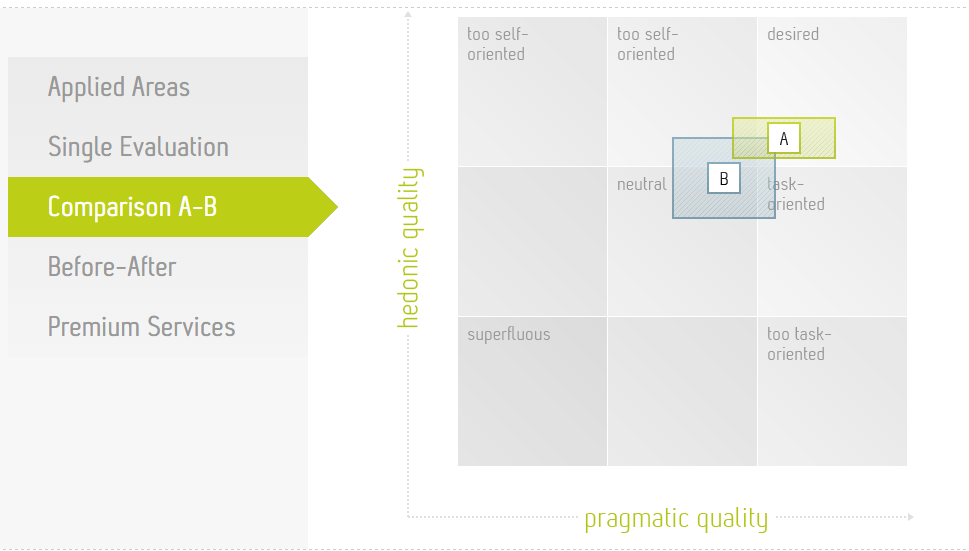 Applied Areas
Single Evaluation
Comparison A-B
Before-After
Premium Services
hedonic quality
too self-
oriented
too self-
oriented
desired
A
B
neutral
task-
oriented
superfluous
too task-
oriented
pragmatic quality